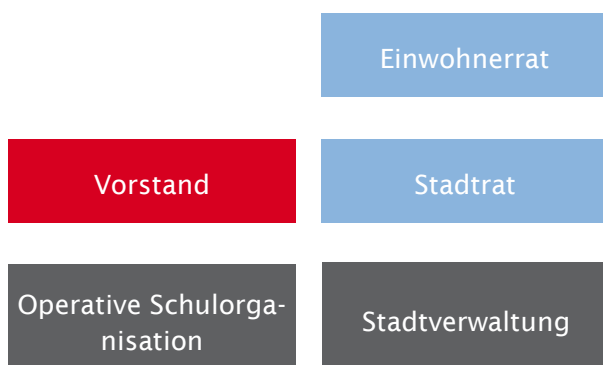 Einwohnerrat
Vorstand
Stadtrat
Operative Schulorga-
nisation
Stadtverwaltung